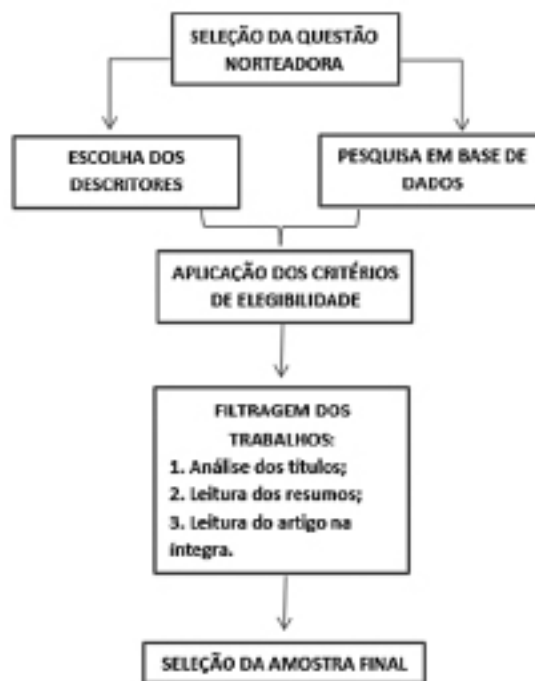 SELEÇÃO DA QUESTÃO
NORTEADORA
ESCOLHA DOS
DESCRITORES
PESQUISA EM BASE DE
DADOS
APLICAÇÃO DOS CRITÉRIOS
DE ELEGIBILIDADE
FILTRAGEM DOS
TRABALHOS:
1. Análise dos títulos;
2. Leitura dos resumos;
3. Leitura do artigo na
íntegra.
SELEÇÃO DA AMOSTRA FINAL